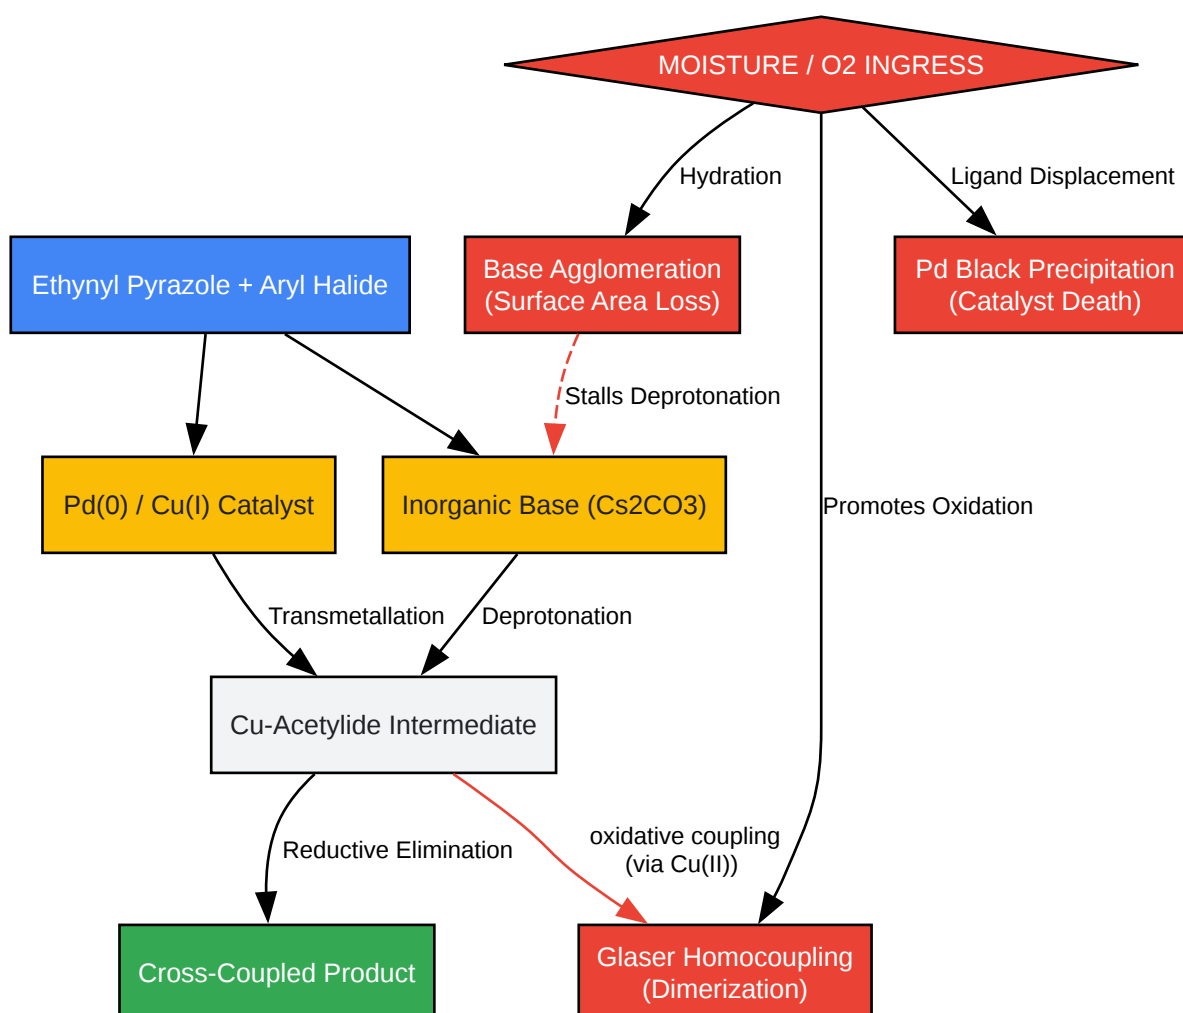 MOISTURE / O2 INGRESS
Hydration
Ligand Displacement
Ethynyl Pyrazole + Aryl Halide
Base Agglomeration
(Surface Area Loss)
Pd Black Precipitation
(Catalyst Death)
Stalls Deprotonation
Pd(0) / Cu(I) Catalyst
Inorganic Base (Cs2CO3)
Promotes Oxidation
Transmetallation
Deprotonation
Cu-Acetylide Intermediate
Reductive Elimination
oxidative coupling
(via Cu(II))
Cross-Coupled Product
Glaser Homocoupling
(Dimerization)